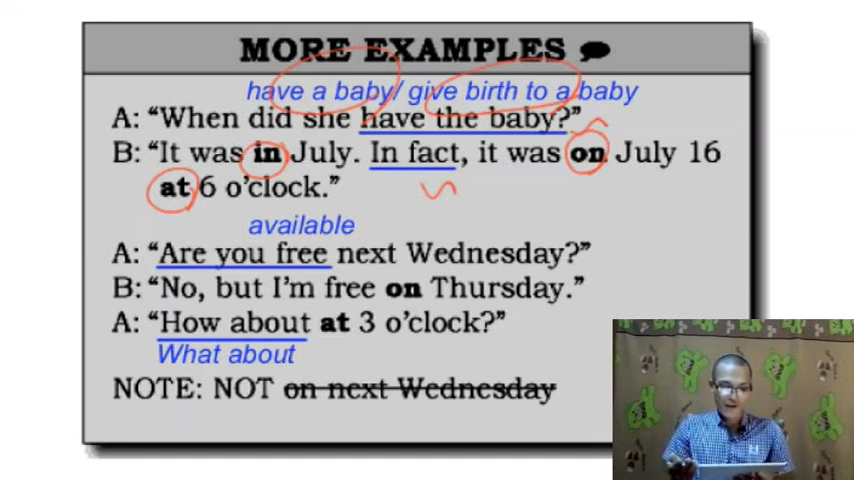 MORE EXAMPLES
have a baby/ give birth to a baby
A: “When did she have the baby?”
B: “It was in July. In fact, it was on July 16
at 6 o’clock.”
available
A: “Are you free next Wednesday?”
B: “No, but I’m free on Thursday.”
A: “How about at 3 o’clock?”
What about
NOTE: NOT on next Wednesday